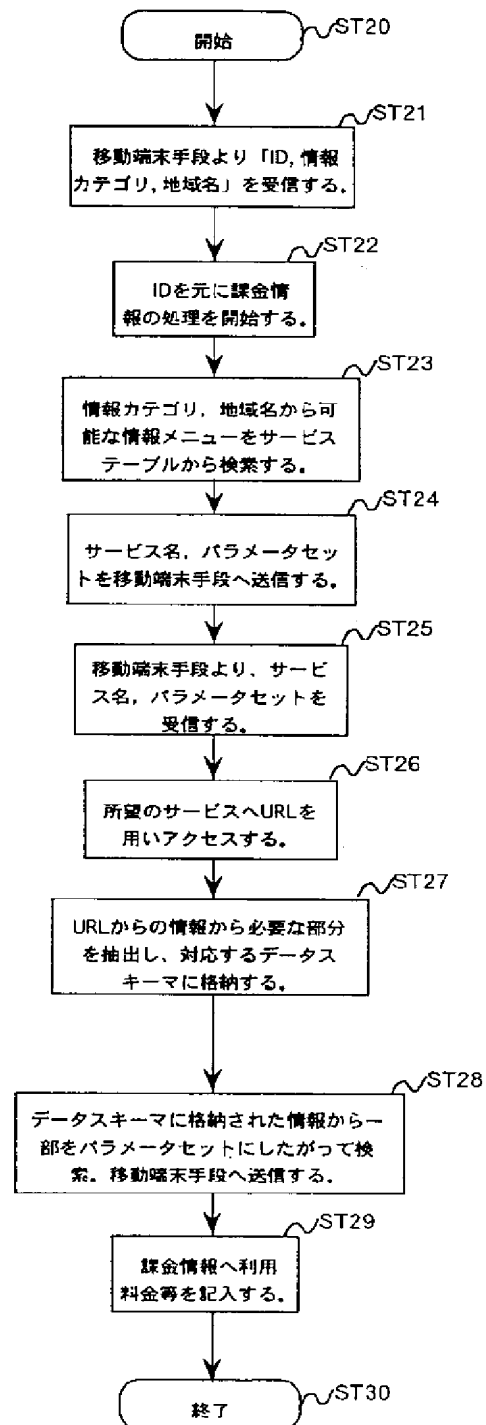 開始
ST20
ST21
移動端末手段より「ID, 情報
カテゴリ, 地域名」を受信する。
ST22
IDを元に課金情
報の処理を開始する。
ST23
情報カテゴリ, 地域名から可
能な情報メニューをサービス
テーブルから検索する。
ST24
サービス名, パラメータセッ
トを移動端末手段へ送信する。
ST25
移動端末手段より、サービ
ス名, パラメータセットを
受信する。
ST26
所望のサービスへURLを
用いアクセスする。
ST27
URLからの情報から必要な部分
を抽出し、対応するデータス
キーマに格納する。
ST28
データスキーマに格納された情報から一
部をパラメータセットにしたがって検
索。移動端末手段へ送信する。
ST29
課金情報へ利用
料金等を記入する。
終了
ST30